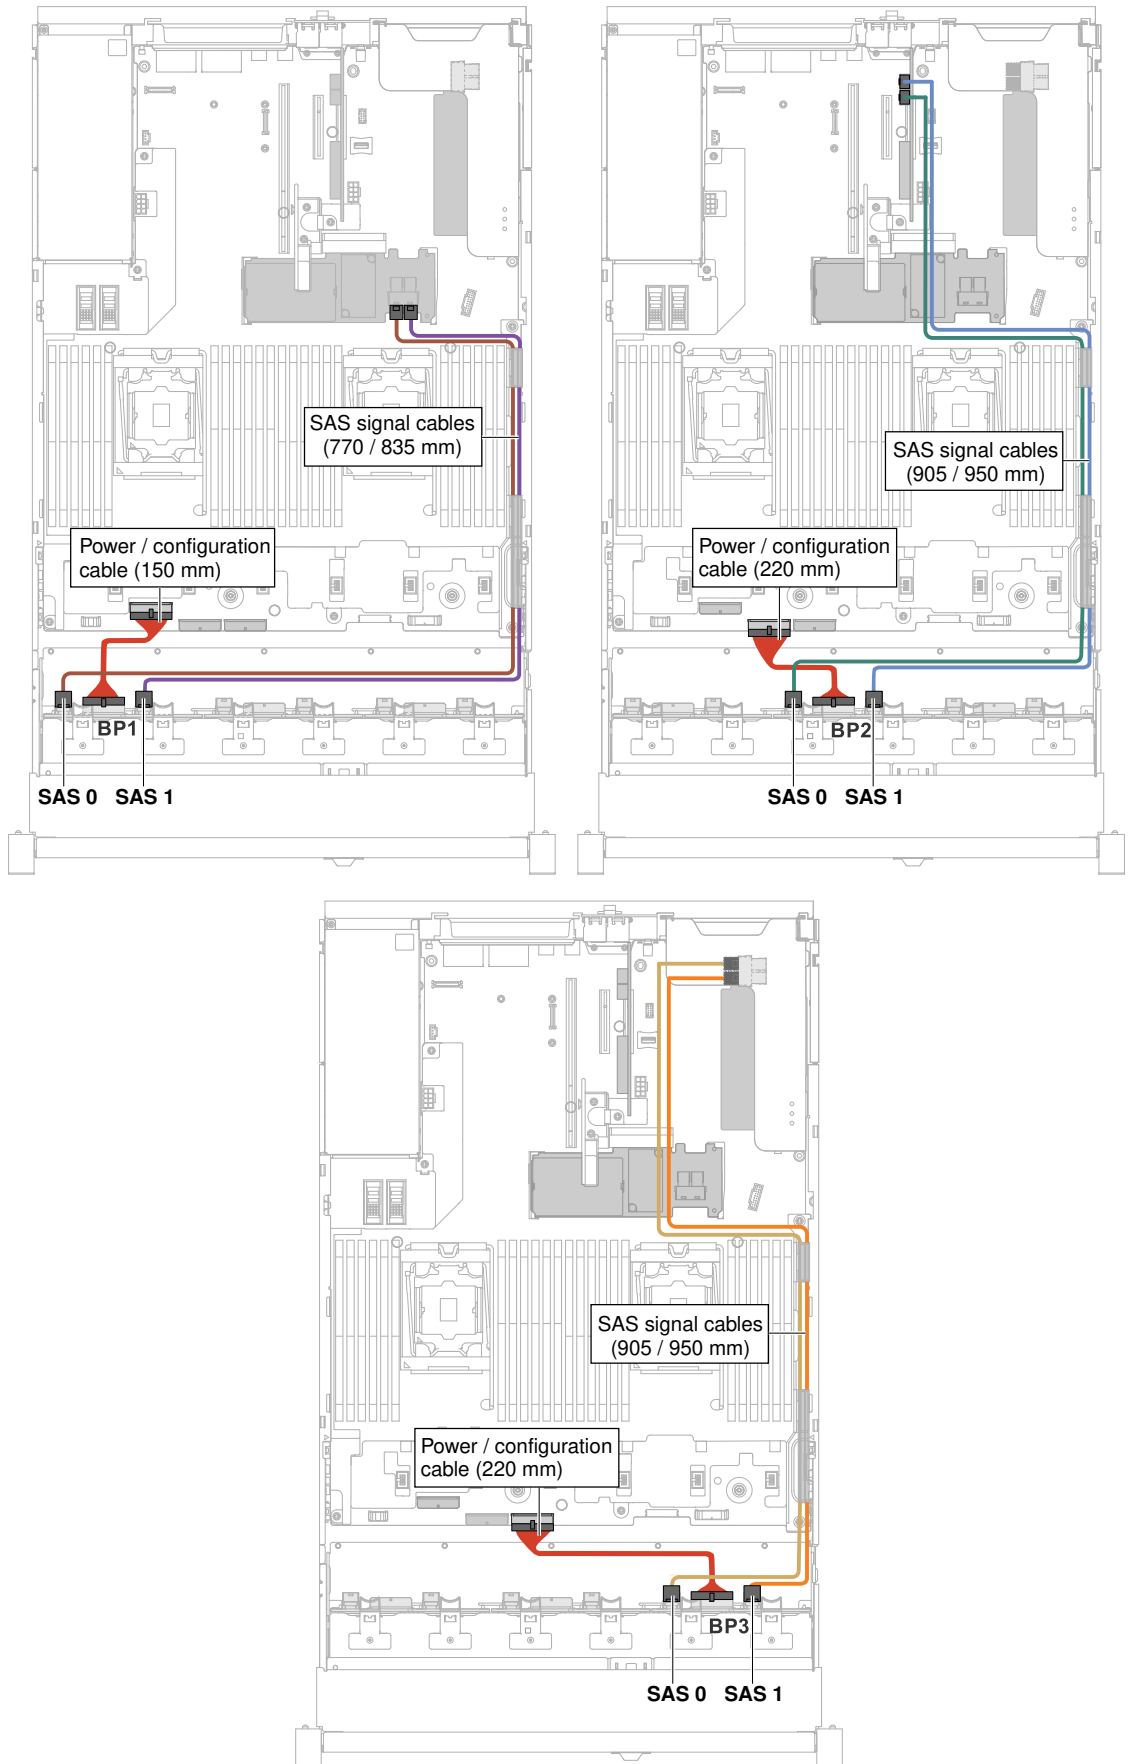 SAS signal cables
(770 / 835 mm)
Power / configuration
cable (150 mm)
BP1
SAS 0 SAS 1
SAS signal cables
(905 / 950 mm)
Power / configuration
cable (220 mm)
BP2
SAS 0 SAS 1
SAS signal cables
(905 / 950 mm)
Power / configuration
cable (220 mm)
BP3
SAS 0 SAS 1